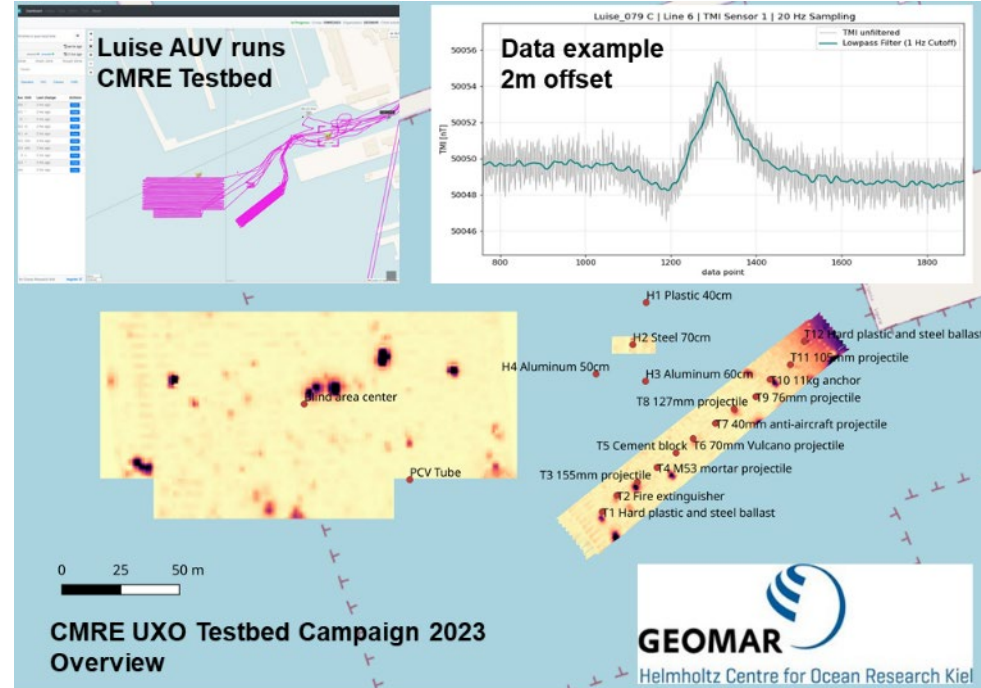 Luise AUV runs
CMRE Testbed
Luise_079 C | Line 6 | TMI Sensor 1 | 20 Hz Sampling
Data example
2m offset
TMI unfiltered
Lowpass Filter (1 Hz Cutoff)
TMI [nT]
50056
50054
50052
50050
50048
50046
800
1000
1200
1400
1600
1800
data point
H1 Plastic 40cm
H2 Steel 70cm
H4 Aluminum 50cm
H3 Aluminum 60cm
T12 Hard plastic and steel ballast
T11 105mm projectile
T10 11kg anchor
T9 76mm projectile
T8 127mm projectile
T7 40mm anti-aircraft projectile
T6 70mm Vulcano projectile
T5 Cement block
T4 M53 mortar projectile
T3 155mm projectile
T2 Fire extinguisher
T1 Hard plastic and steel ballast
Blind area center
PCV Tube
0 25 50 m
CMRE UXO Testbed Campaign 2023
Overview
GEOMAR
Helmholtz Centre for Ocean Research Kiel